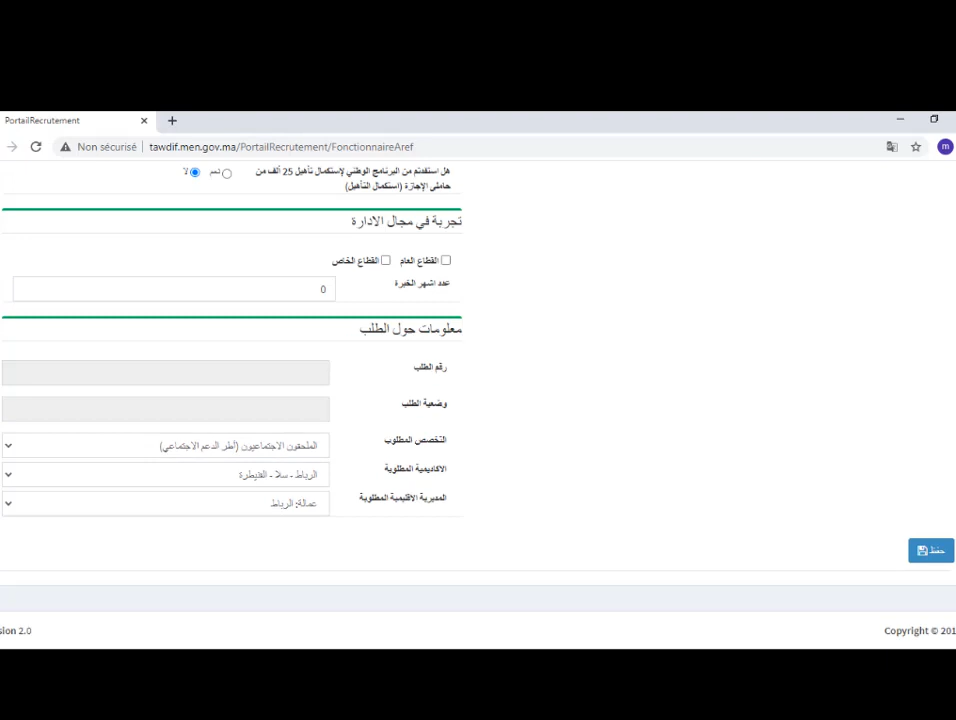 PortailRecrutement
Non sécurisé | tawdif.men.gov.ma/PortailRecrutement/FonctionnaireAref
m
هل استفدتم من البرنامج الوطني لإستكمال تأهيل 25 ألف من
حاملي الإجازة (استكمال التأهيل)
نعم لا
تجربة في مجال الادارة
القطاع العام القطاع الخاص
عدد اشهر الخبرة
0
معلومات حول الطلب
رقم الطلب
وضعية الطلب
التخصص المطلوب
الملحقون الاجتماعيون (أطر الدعم الاجتماعي)
الاكاديمية المطلوبة
الرباط - سلا - القنيطرة
المديرية الاقليمية المطلوبة
عمالة: الرباط
حفظ
sion 2.0
Copyright © 201